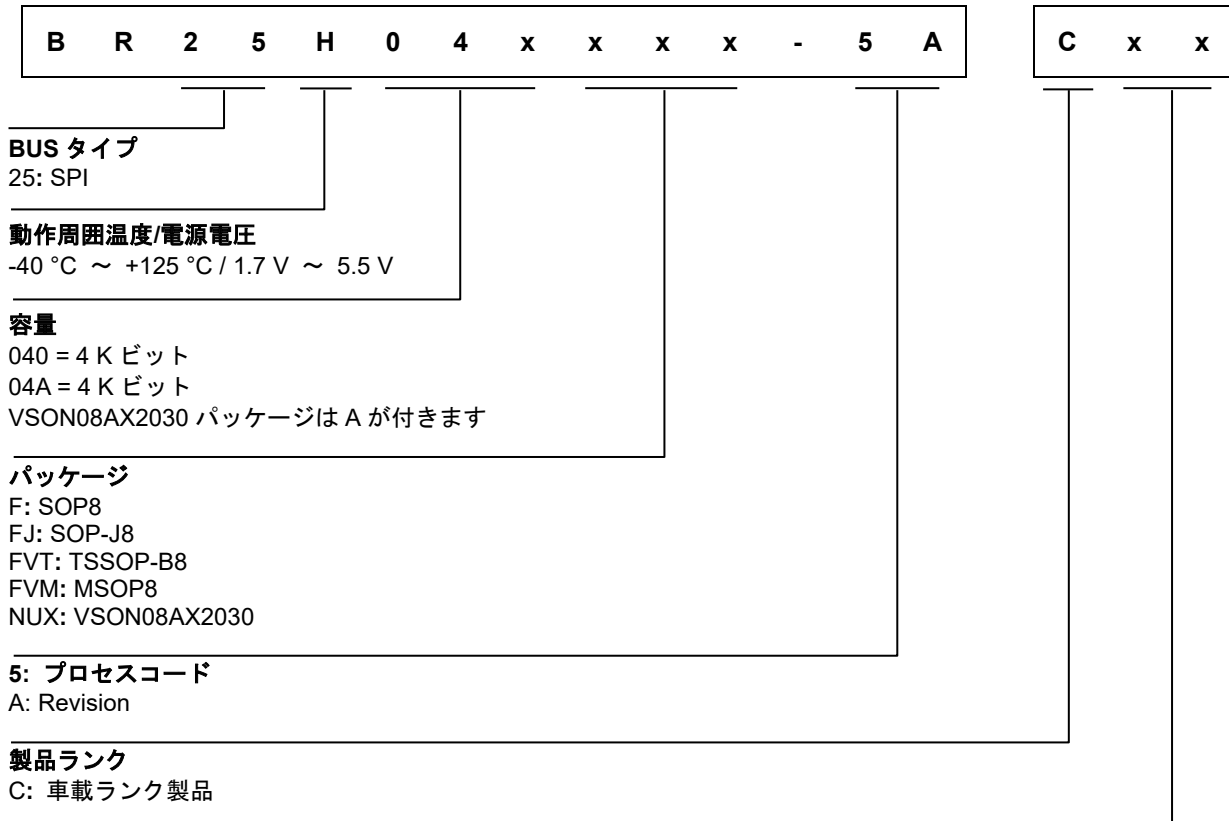 B R 2 5 H 0 4 x x x x - 5 A C x x
BUS タイプ
25: SPI
動作周囲温度/電源電圧
-40 °C ～ +125 °C / 1.7 V ～ 5.5 V
容量
040 = 4 K ビット
04A = 4 K ビット
VSON08AX2030 パッケージは A が付きます
パッケージ
F: SOP8
FJ: SOP-J8
FVT: TSSOP-B8
FVM: MSOP8
NUX: VSON08AX2030
5: プロセスコード
A: Revision
製品ランク
C: 車載ランク製品